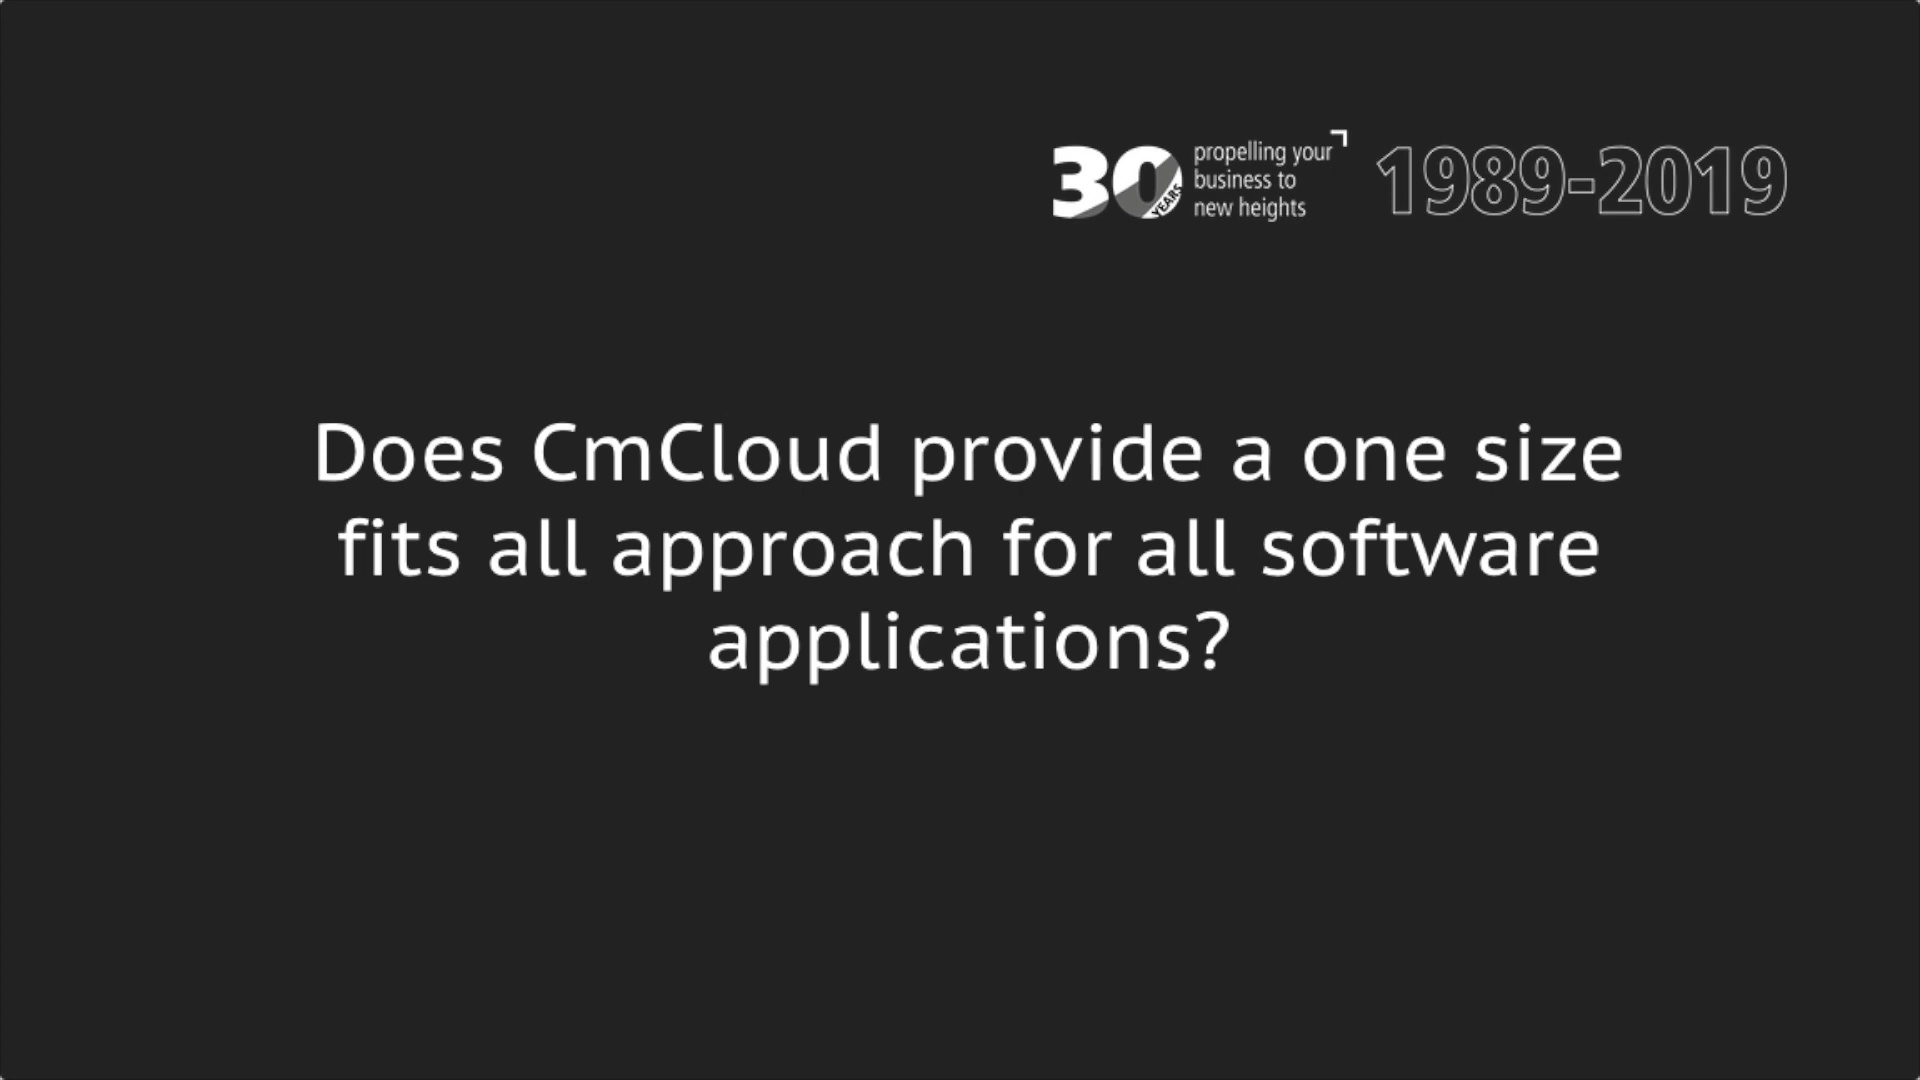 30 YEARS
propelling your
business to
new heights
1989-2019
Does CmCloud provide a one size
fits all approach for all software
applications?